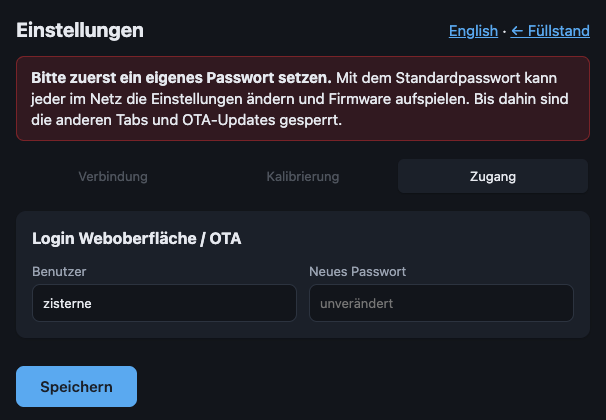 Einstellungen
English · ← Füllstand
Bitte zuerst ein eigenes Passwort setzen. Mit dem Standardpasswort kann
jeder im Netz die Einstellungen ändern und Firmware aufspielen. Bis dahin sind
die anderen Tabs und OTA-Updates gesperrt.
Verbindung
Kalibrierung
Zugang
Login Weboberfläche / OTA
Benutzer
Neues Passwort
zisterne
unverändert
Speichern